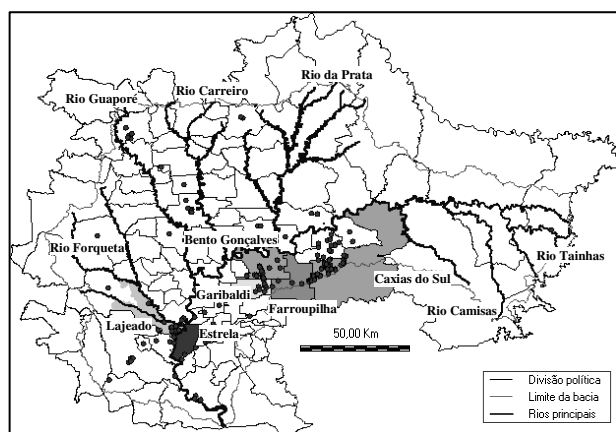 Rio da Prata
Rio Carreiro
Rio Guaporé
Bento Gonçalves
Rio Forqueta
Rio Tainhas
Caxias do Sul
Garibaldi
Farroupilha
Rio Camisas
Lajeado
Estrela
50,00 Km
Divisão política
Limite da bacia
Rios principais